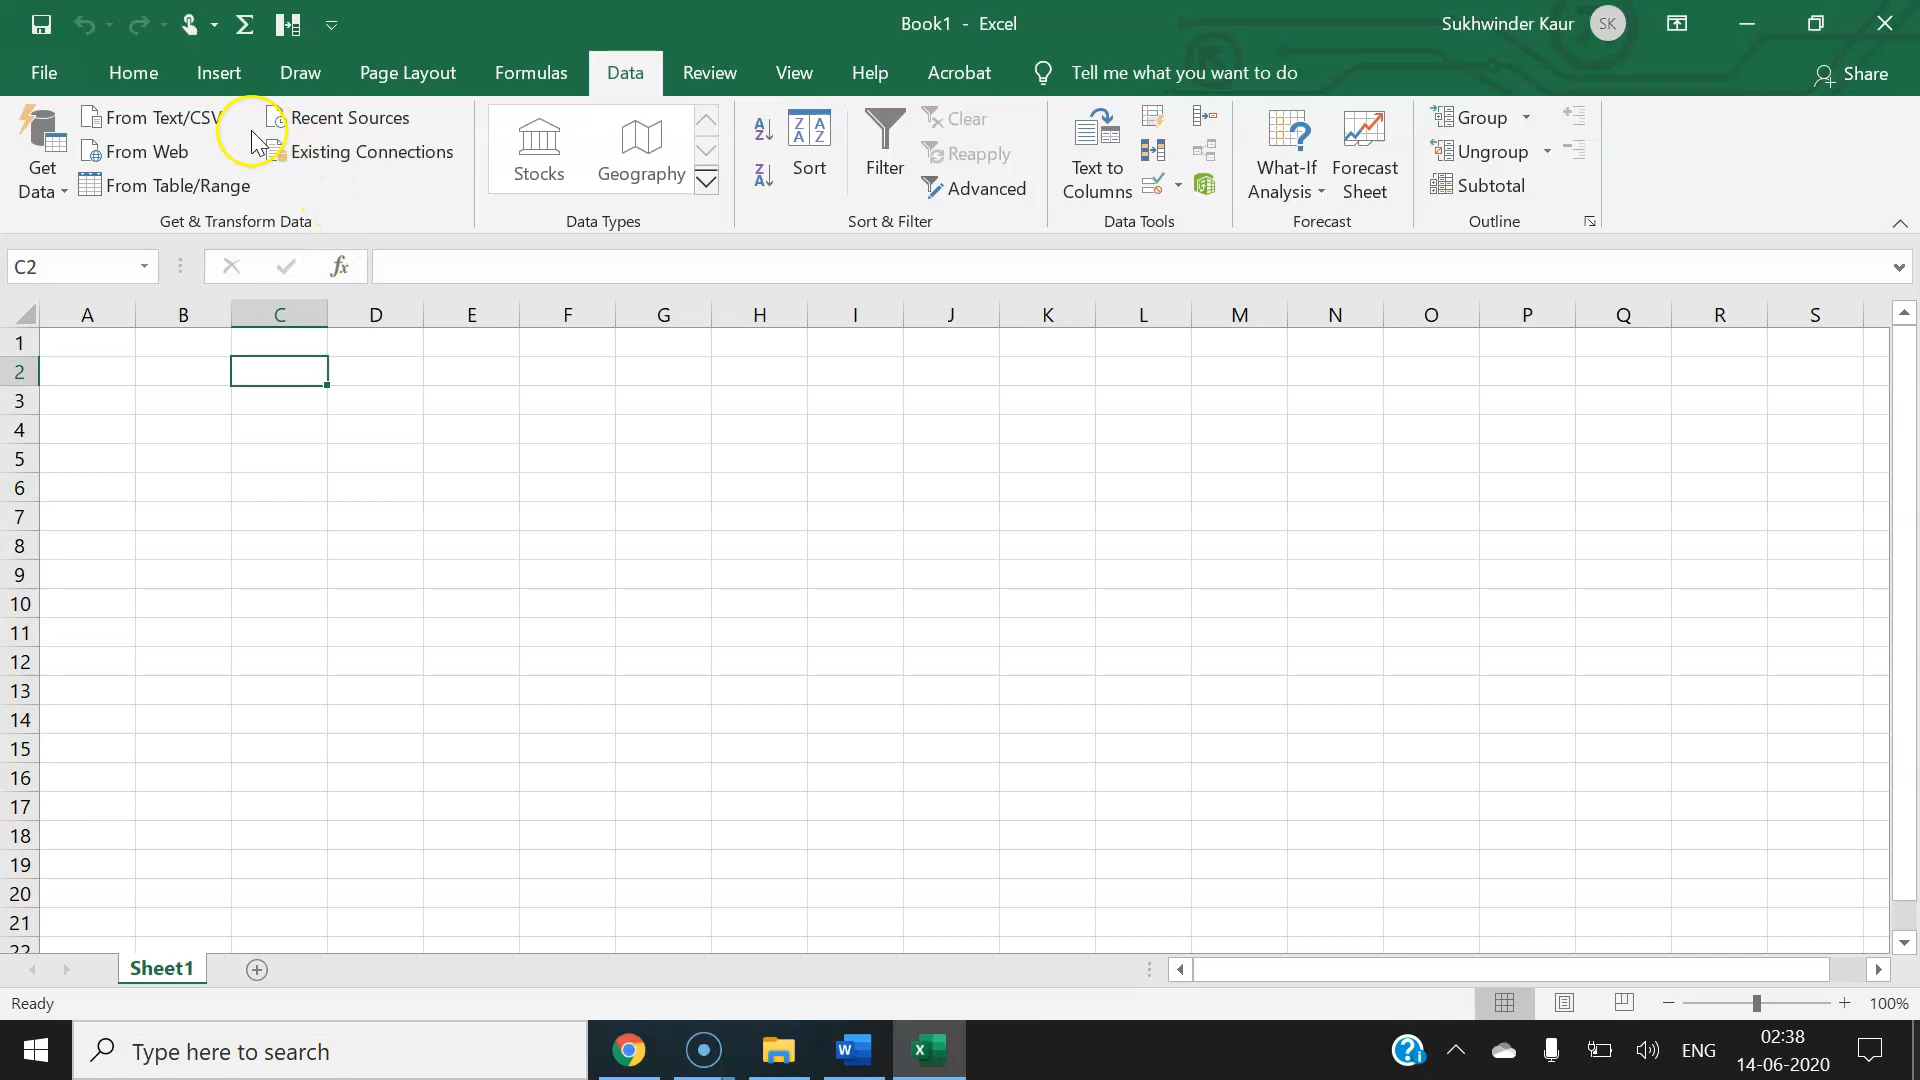 Book1 - Excel
Sukhwinder Kaur SK
File Home Insert Draw Page Layout Formulas Data Review View Help Acrobat Tell me what you want to do Share
Get Data
From Text/CSV
From Web
From Table/Range
Recent Sources
Existing Connections
Get & Transform Data
Stocks
Geography
Data Types
Sort
Filter
Clear
Reapply
Advanced
Sort & Filter
Text to
Columns
Data Tools
What-If
Analysis
Forecast
Sheet
Forecast
Group
Ungroup
Subtotal
Outline
C2
fx
A B C D E F G H I J K L M N O P Q R S
1
2
3
4
5
6
7
8
9
10
11
12
13
14
15
16
17
18
19
20
21
22
Sheet1
Ready
100%
Type here to search
ENG
02:38
14-06-2020